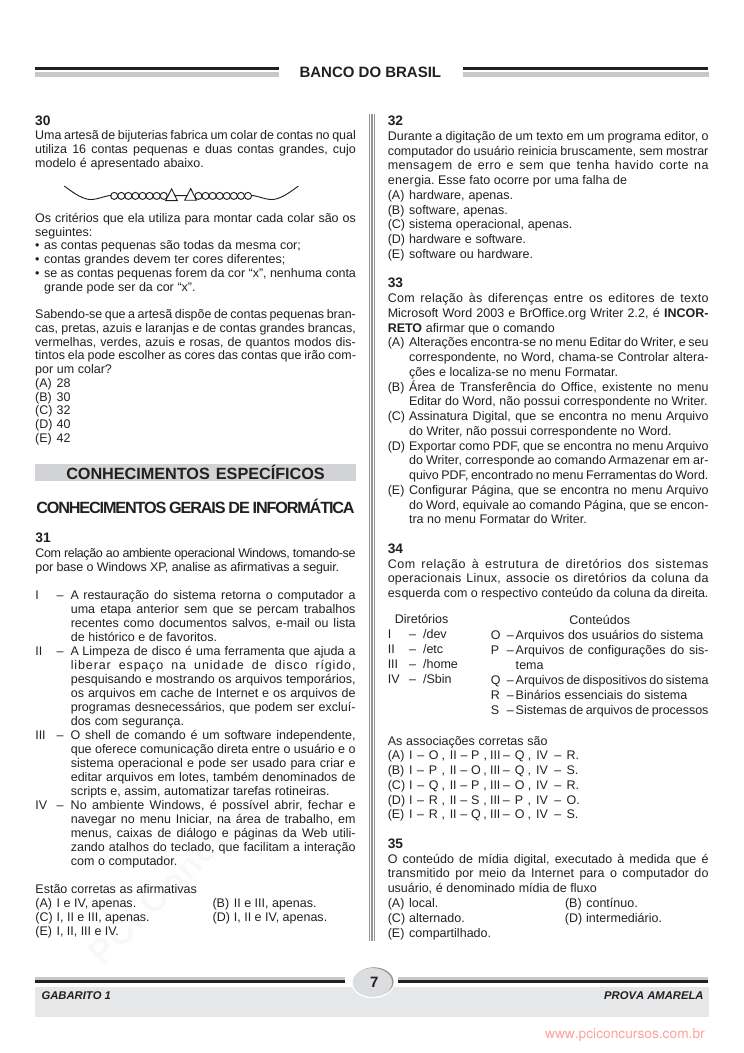 BANCO DO BRASIL
30
Uma artesã de bijuterias fabrica um colar de contas no qual
utiliza 16 contas pequenas e duas contas grandes, cujo
modelo é apresentado abaixo.
Os critérios que ela utiliza para montar cada colar são os
seguintes:
• as contas pequenas são todas da mesma cor;
• contas grandes devem ter cores diferentes;
• se as contas pequenas forem da cor “x”, nenhuma conta
grande pode ser da cor “x”.
Sabendo-se que a artesã dispõe de contas pequenas bran-
cas, pretas, azuis e laranjas e de contas grandes brancas,
vermelhas, verdes, azuis e rosas, de quantos modos dis-
tintos ela pode escolher as cores das contas que irão com-
por um colar?
(A) 28
(B) 30
(C) 32
(D) 40
(E) 42
CONHECIMENTOS ESPECÍFICOS
CONHECIMENTOS GERAIS DE INFORMÁTICA
31
Com relação ao ambiente operacional Windows, tomando-se
por base o Windows XP, analise as afirmativas a seguir.
I – A restauração do sistema retorna o computador a
uma etapa anterior sem que se percam trabalhos
recentes como documentos salvos, e-mail ou lista
de histórico e de favoritos.
II – A Limpeza de disco é uma ferramenta que ajuda a
liberar espaço na unidade de disco rígido,
pesquisando e mostrando os arquivos temporários,
os arquivos em cache de Internet e os arquivos de
programas desnecessários, que podem ser excluí-
dos com segurança.
III – O shell de comando é um software independente,
que oferece comunicação direta entre o usuário e o
sistema operacional e pode ser usado para criar e
editar arquivos em lotes, também denominados de
scripts e, assim, automatizar tarefas rotineiras.
IV – No ambiente Windows, é possível abrir, fechar e
navegar no menu Iniciar, na área de trabalho, em
menus, caixas de diálogo e páginas da Web utili-
zando atalhos do teclado, que facilitam a interação
com o computador.
Estão corretas as afirmativas
(A) I e IV, apenas. (B) II e III, apenas.
(C) I, II e III, apenas. (D) I, II e IV, apenas.
(E) I, II, III e IV.
32
Durante a digitação de um texto em um programa editor, o
computador do usuário reinicia bruscamente, sem mostrar
mensagem de erro e sem que tenha havido corte na
energia. Esse fato ocorre por uma falha de
(A) hardware, apenas.
(B) software, apenas.
(C) sistema operacional, apenas.
(D) hardware e software.
(E) software ou hardware.
33
Com relação às diferenças entre os editores de texto
Microsoft Word 2003 e BrOffice.org Writer 2.2, é INCOR-
RETO afirmar que o comando
(A) Alterações encontra-se no menu Editar do Writer, e seu
correspondente, no Word, chama-se Controlar altera-
ções e localiza-se no menu Formatar.
(B) Área de Transferência do Office, existente no menu
Editar do Word, não possui correspondente no Writer.
(C) Assinatura Digital, que se encontra no menu Arquivo
do Writer, não possui correspondente no Word.
(D) Exportar como PDF, que se encontra no menu Arquivo
do Writer, corresponde ao comando Armazenar em ar-
quivo PDF, encontrado no menu Ferramentas do Word.
(E) Configurar Página, que se encontra no menu Arquivo
do Word, equivale ao comando Página, que se encon-
tra no menu Formatar do Writer.
34
Com relação à estrutura de diretórios dos sistemas
operacionais Linux, associe os diretórios da coluna da
esquerda com o respectivo conteúdo da coluna da direita.
Diretórios
I – /dev
II – /etc
III – /home
IV – /Sbin
Conteúdos
O – Arquivos dos usuários do sistema
P – Arquivos de configurações do sis-
tema
Q – Arquivos de dispositivos do sistema
R – Binários essenciais do sistema
S – Sistemas de arquivos de processos
As associações corretas são
(A) I – O , II – P , III – Q , IV – R.
(B) I – P , II – O , III – Q , IV – S.
(C) I – Q , II – P , III – O , IV – R.
(D) I – R , II – S , III – P , IV – O.
(E) I – R , II – Q , III – O , IV – S.
35
O conteúdo de mídia digital, executado à medida que é
transmitido por meio da Internet para o computador do
usuário, é denominado mídia de fluxo
(A) local. (B) contínuo.
(C) alternado. (D) intermediário.
(E) compartilhado.
7
GABARITO 1
PROVA AMARELA
www.pciconcursos.com.br